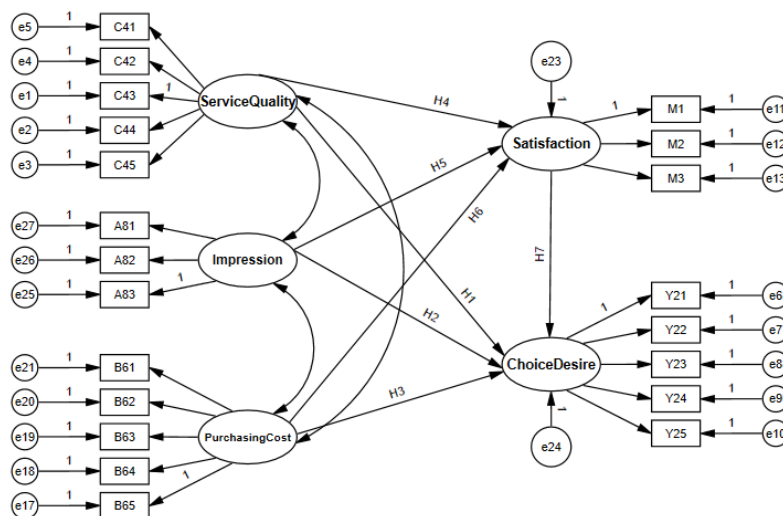 e5 1 C41
e4 1 C42
e1 1 C43 1
e2 1 C44
e3 1 C45
ServiceQuality
e27 1 A81
e26 1 A82
e25 1 A83 1
Impression
e21 1 B61
e20 1 B62
e19 1 B63
e18 1 B64
e17 1 B65 1
PurchasingCost
H4
H5
H6
H1
H2
H3
H7
e23
1
Satisfaction
1 M1 1 e11
M2 1 e12
M3 1 e13
ChoiceDesire
1
e24
1 Y21 1 e6
Y22 1 e7
Y23 1 e8
Y24 1 e9
Y25 1 e10